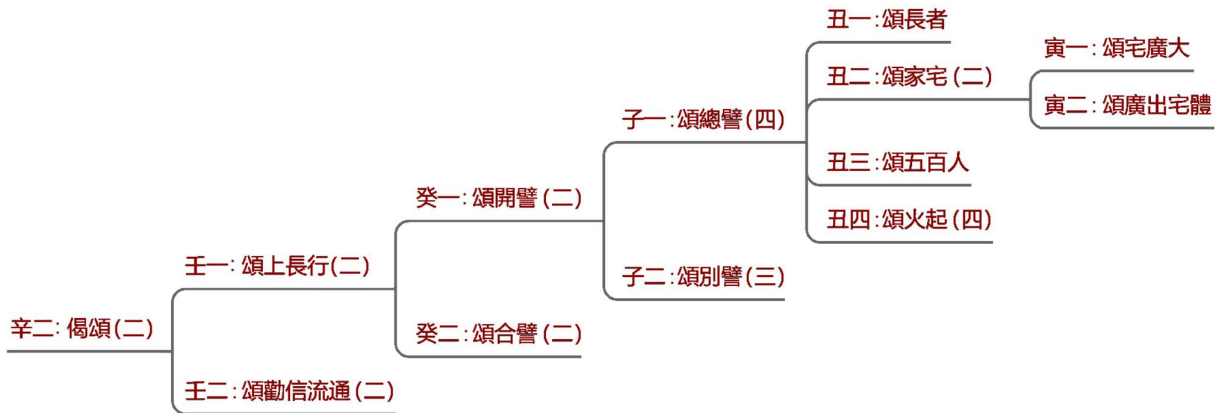 辛二：偈頌(二)
壬一：頌上長行(二)
癸一：頌開譬(二)
子一：頌總譬(四)
丑一：頌長者
丑二：頌家宅(二)
寅一：頌宅廣大
寅二：頌廣出宅體
丑三：頌五百人
丑四：頌火起(四)
子二：頌別譬(三)
癸二：頌合譬(二)
壬二：頌勸信流通(二)